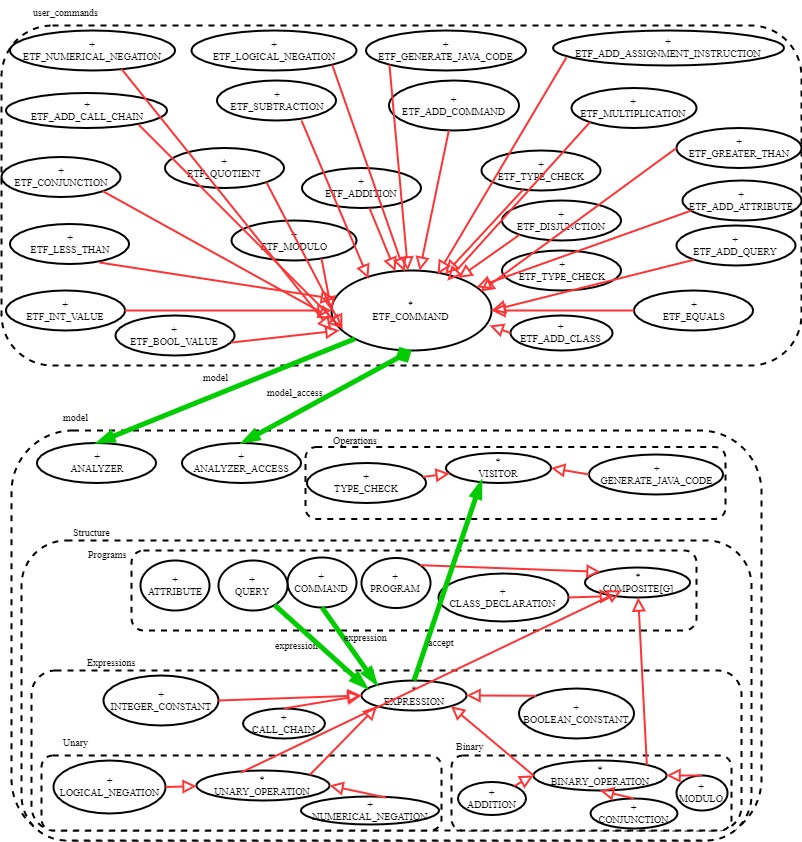 user_commands
+
ETF_NUMERICAL_NEGATION
+
ETF_LOGICAL_NEGATION
+
ETF_GENERATE_JAVA_CODE
+
ETF_ADD_ASSIGNMENT_INSTRUCTION
+
ETF_ADD_CALL_CHAIN
+
ETF_SUBTRACTION
+
ETF_ADD_COMMAND
+
ETF_MULTIPLICATION
+
ETF_GREATER_THAN
+
ETF_CONJUNCTION
+
ETF_QUOTIENT
+
ETF_ADDITION
+
ETF_TYPE_CHECK
+
ETF_ADD_ATTRIBUTE
+
ETF_LESS_THAN
+
ETF_MODULO
+
ETF_DISJUNCTION
+
ETF_ADD_QUERY
+
ETF_TYPE_CHECK
+
ETF_INT_VALUE
*
ETF_COMMAND
+
ETF_EQUALS
+
ETF_BOOL_VALUE
+
ETF_ADD_CLASS
model
model_access
model
+
ANALYZER
+
ANALYZER_ACCESS
Operations
+
TYPE_CHECK
*
VISITOR
+
GENERATE_JAVA_CODE
Structure
Programs
+
ATTRIBUTE
+
QUERY
+
COMMAND
+
PROGRAM
+
CLASS_DECLARATION
*
COMPOSITE[G]
expression
expression
accept
Expressions
+
INTEGER_CONSTANT
+
CALL_CHAIN
*
EXPRESSION
+
BOOLEAN_CONSTANT
Unary
+
LOGICAL_NEGATION
*
UNARY_OPERATION
+
NUMERICAL_NEGATION
Binary
*
BINARY_OPERATION
+
ADDITION
+
CONJUNCTION
+
MODULO